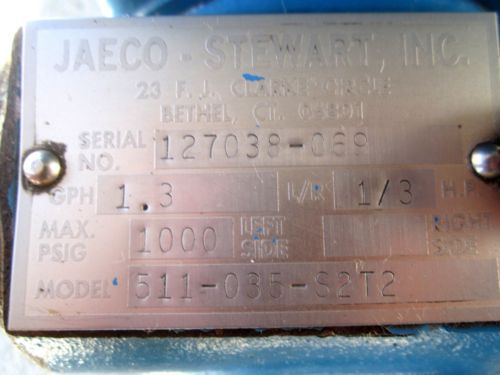 JAECO - STEWART, INC.
23 F. J. CLARKE CIRCLE
BETHEL, CT. 06801
SERIAL NO. 127038-069
GPH 1.3 L/R 1/3 H.P.
MAX. PSIG 1000 LEFT SIDE RIGHT SIDE
MODEL 511-035-S2T2